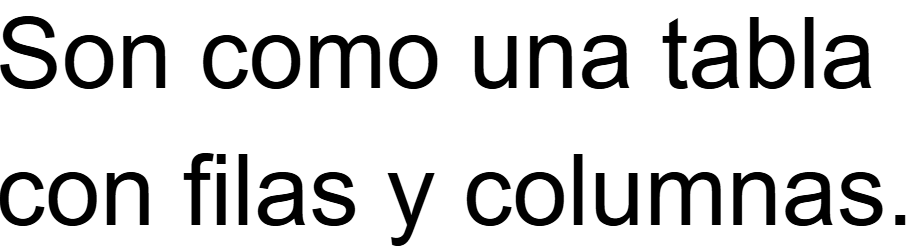 Son como una tabla
con filas y columnas.